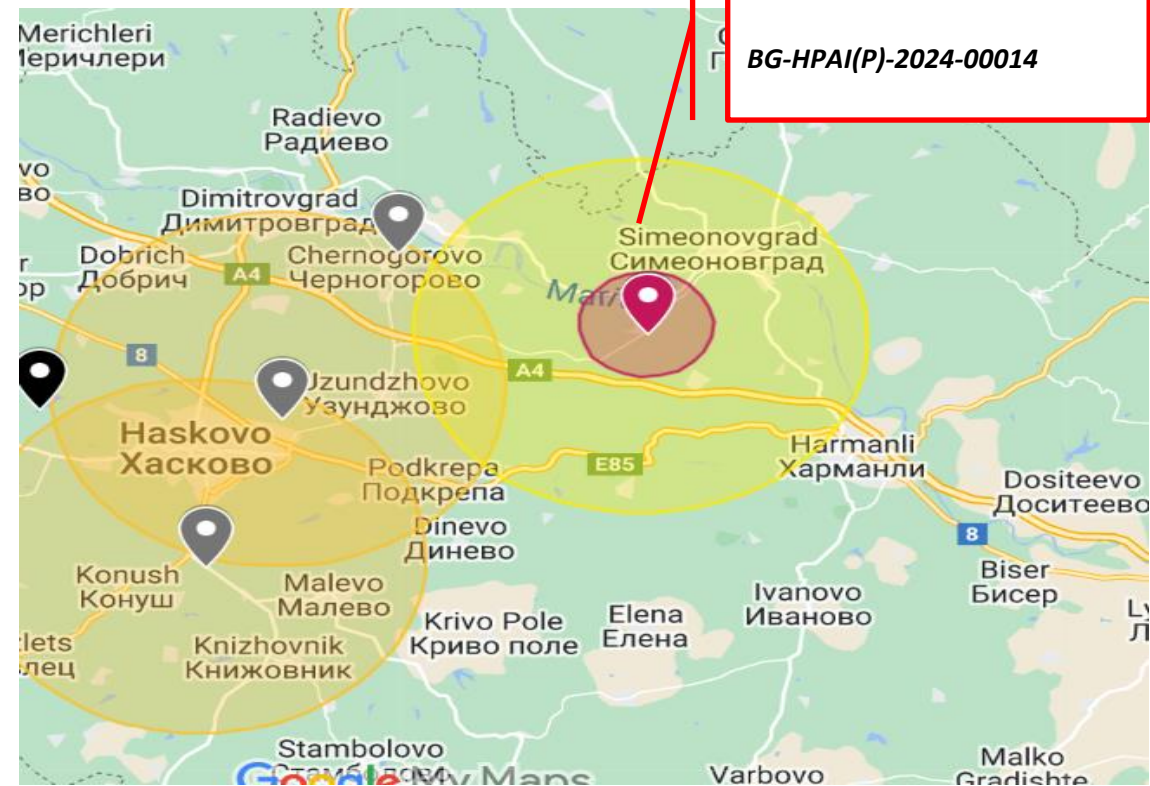 Merichleri
Меричлери
BG-HPAI(P)-2024-00014
Radievo
Радиево
Dimitrovgrad
Димитровград
Simeonovgrad
Симеоновград
Dobrich
Добрич
A4
Chernogorovo
Черногорово
8
A4
Uzundzhovo
Узунджово
Haskovo
Хасково
Podkrepa
Подкрепа
E85
Harmanli
Харманли
Dositeevo
Доситеево
8
Dinevo
Динево
Konush
Конуш
Malevo
Малево
Krivo Pole
Криво поле
Elena
Елена
Ivanovo
Иваново
Biser
Бисер
Knizhovnik
Книжовник
Stambolovo
Стамболово
Google My Maps
Varbovo
Malko
Gradishte